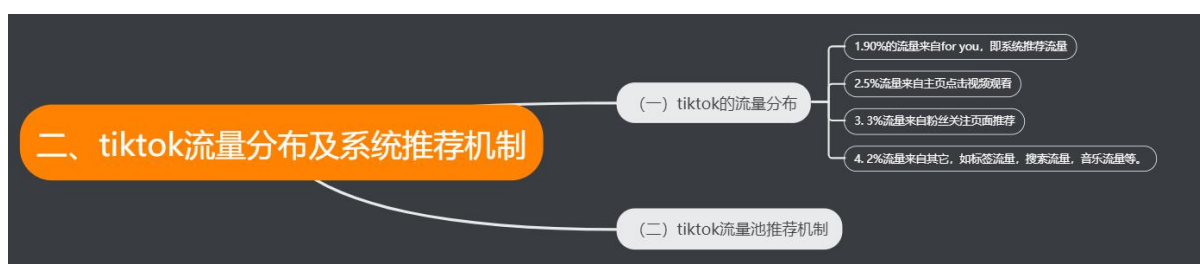 二、tiktok流量分布及系统推荐机制
（一）tiktok的流量分布
1.90%的流量来自for you，即系统推荐流量
2.5%流量来自主页点击视频观看
3. 3%流量来自粉丝关注页面推荐
4. 2%流量来自其它，如标签流量，搜索流量，音乐流量等。
（二）tiktok流量池推荐机制